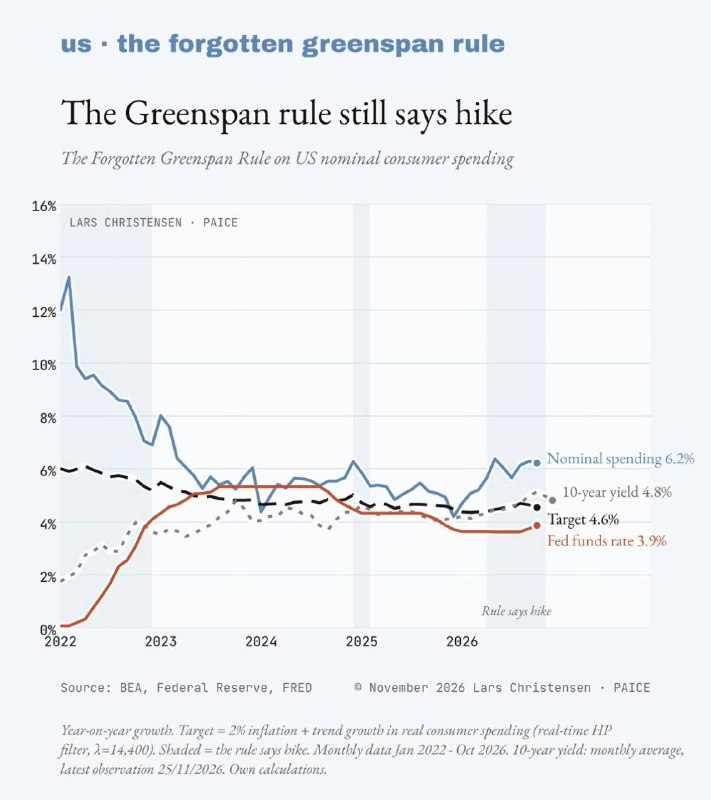 us · the forgotten greenspan rule
The Greenspan rule still says hike
The Forgotten Greenspan Rule on US nominal consumer spending
16%
LARS CHRISTENSEN · PAICE
14%
12%
10%
8%
6%
Nominal spending 6.2%
10-year yield 4.8%
4%
Target 4.6%
Fed funds rate 3.9%
2%
Rule says hike
0%
2022 2023 2024 2025 2026
Source: BEA, Federal Reserve, FRED © November 2026 Lars Christensen · PAICE
Year-on-year growth. Target = 2% inflation + trend growth in real consumer spending (real-time HP
filter, λ=14,400). Shaded = the rule says hike. Monthly data Jan 2022 - Oct 2026. 10-year yield: monthly average,
latest observation 25/11/2026. Own calculations.